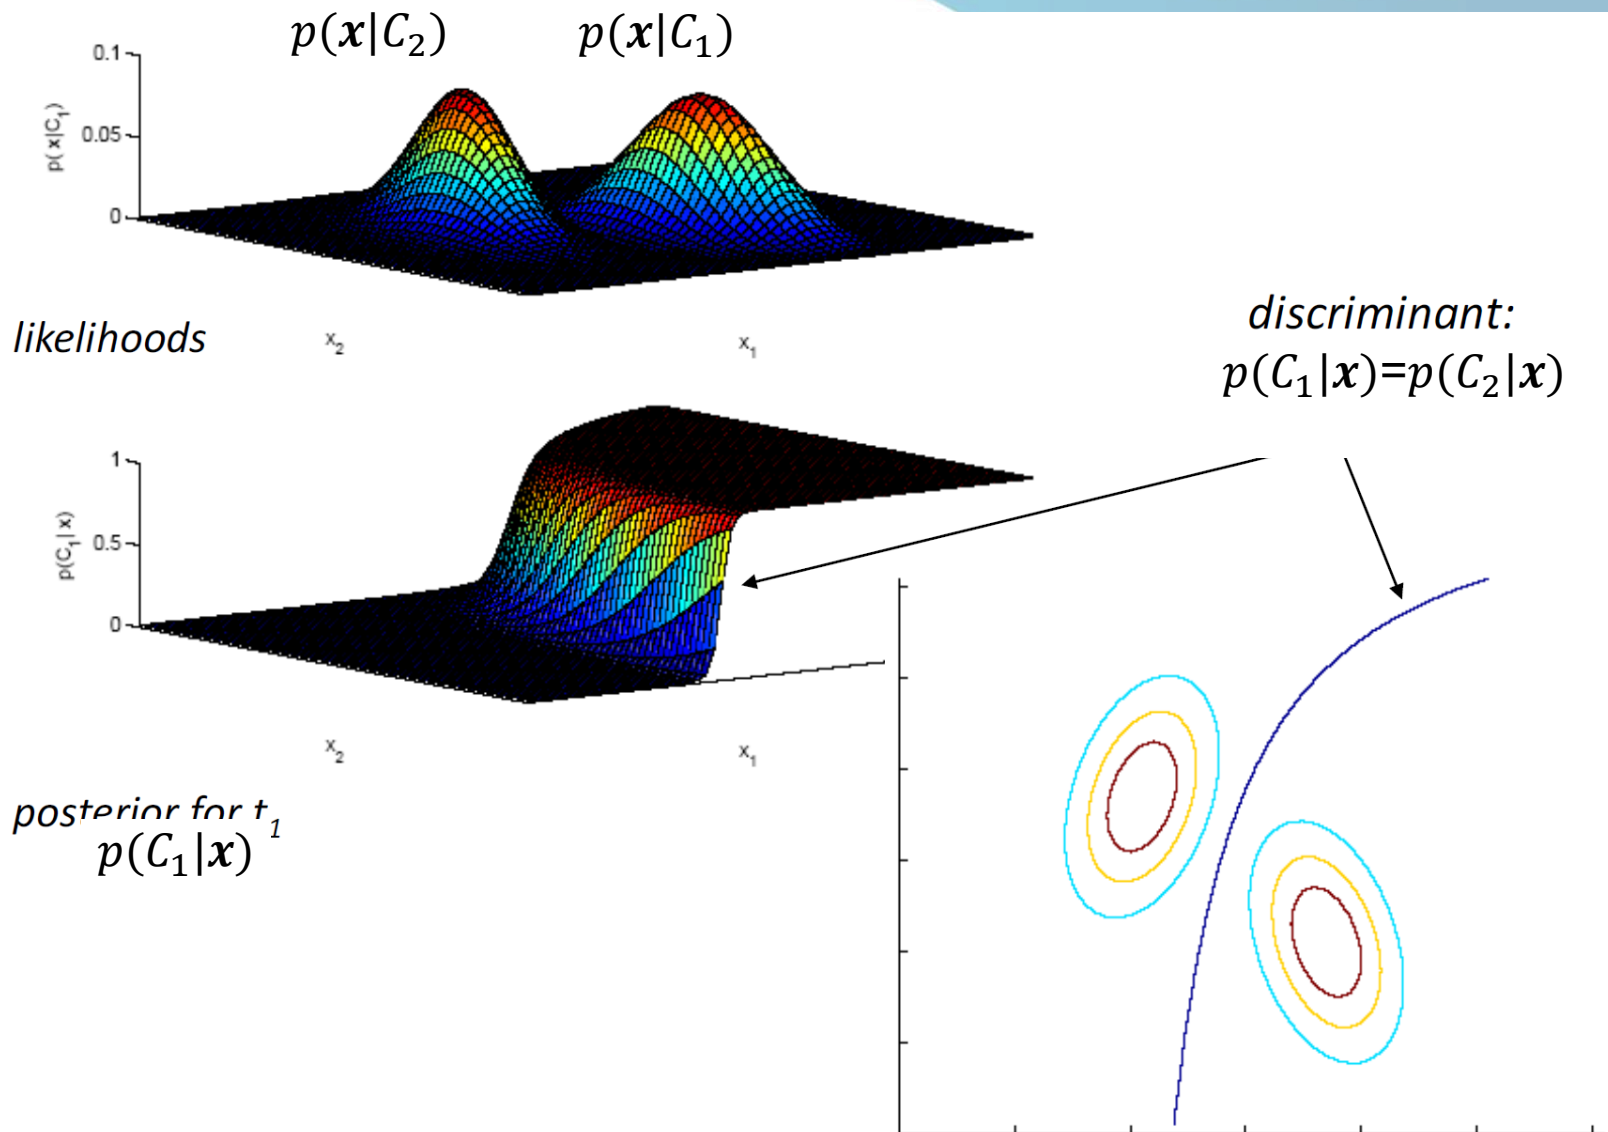 p(x|C₂) p(x|C₁)
0.1
0.05
0
p( x|C₁)
likelihoods
x₂ x₁
discriminant:
p(C₁|x)=p(C₂|x)
1
0.5
0
p(C₁| x)
x₂ x₁
posterior for t₁
p(C₁|x)